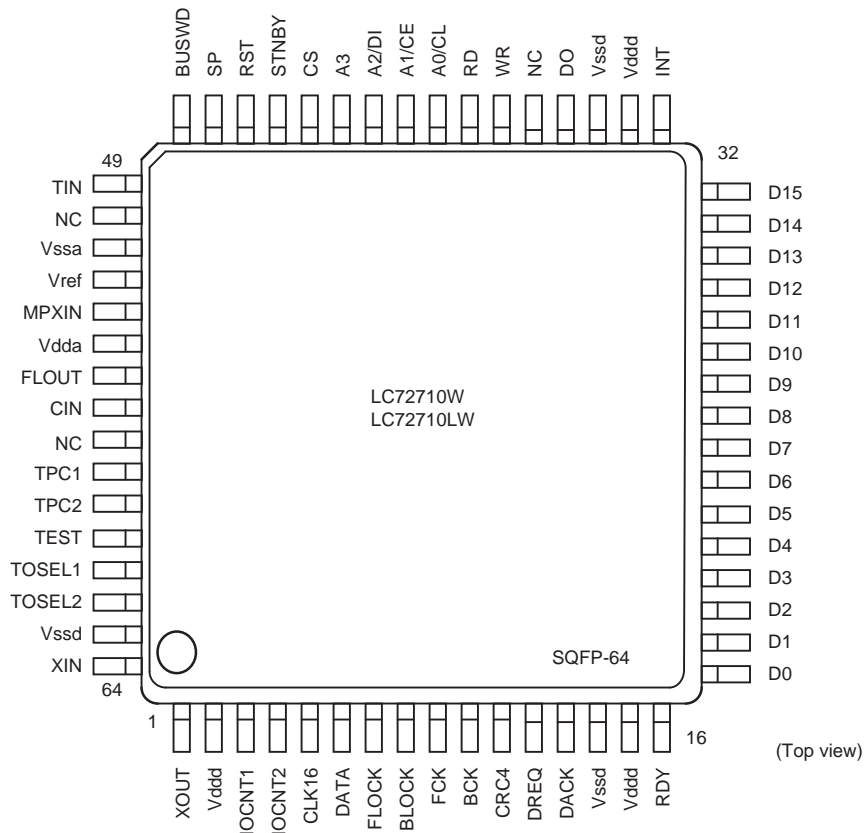 BUSWD
SP
RST
STNBY
CS
A3
A2/DI
A1/CE
A0/CL
RD
WR
NC
DO
Vssd
Vddd
INT
49
32
TIN
NC
Vssa
Vref
MPXIN
Vdda
FLOUT
CIN
NC
TPC1
TPC2
TEST
TOSEL1
TOSEL2
Vssd
XIN
64
LC72710W
LC72710LW
SQFP-64
D15
D14
D13
D12
D11
D10
D9
D8
D7
D6
D5
D4
D3
D2
D1
D0
1
16
(Top view)
XOUT
Vddd
IOCNT1
IOCNT2
CLK16
DATA
FLOCK
BLOCK
FCK
BCK
CRC4
DREQ
DACK
Vssd
Vddd
RDY